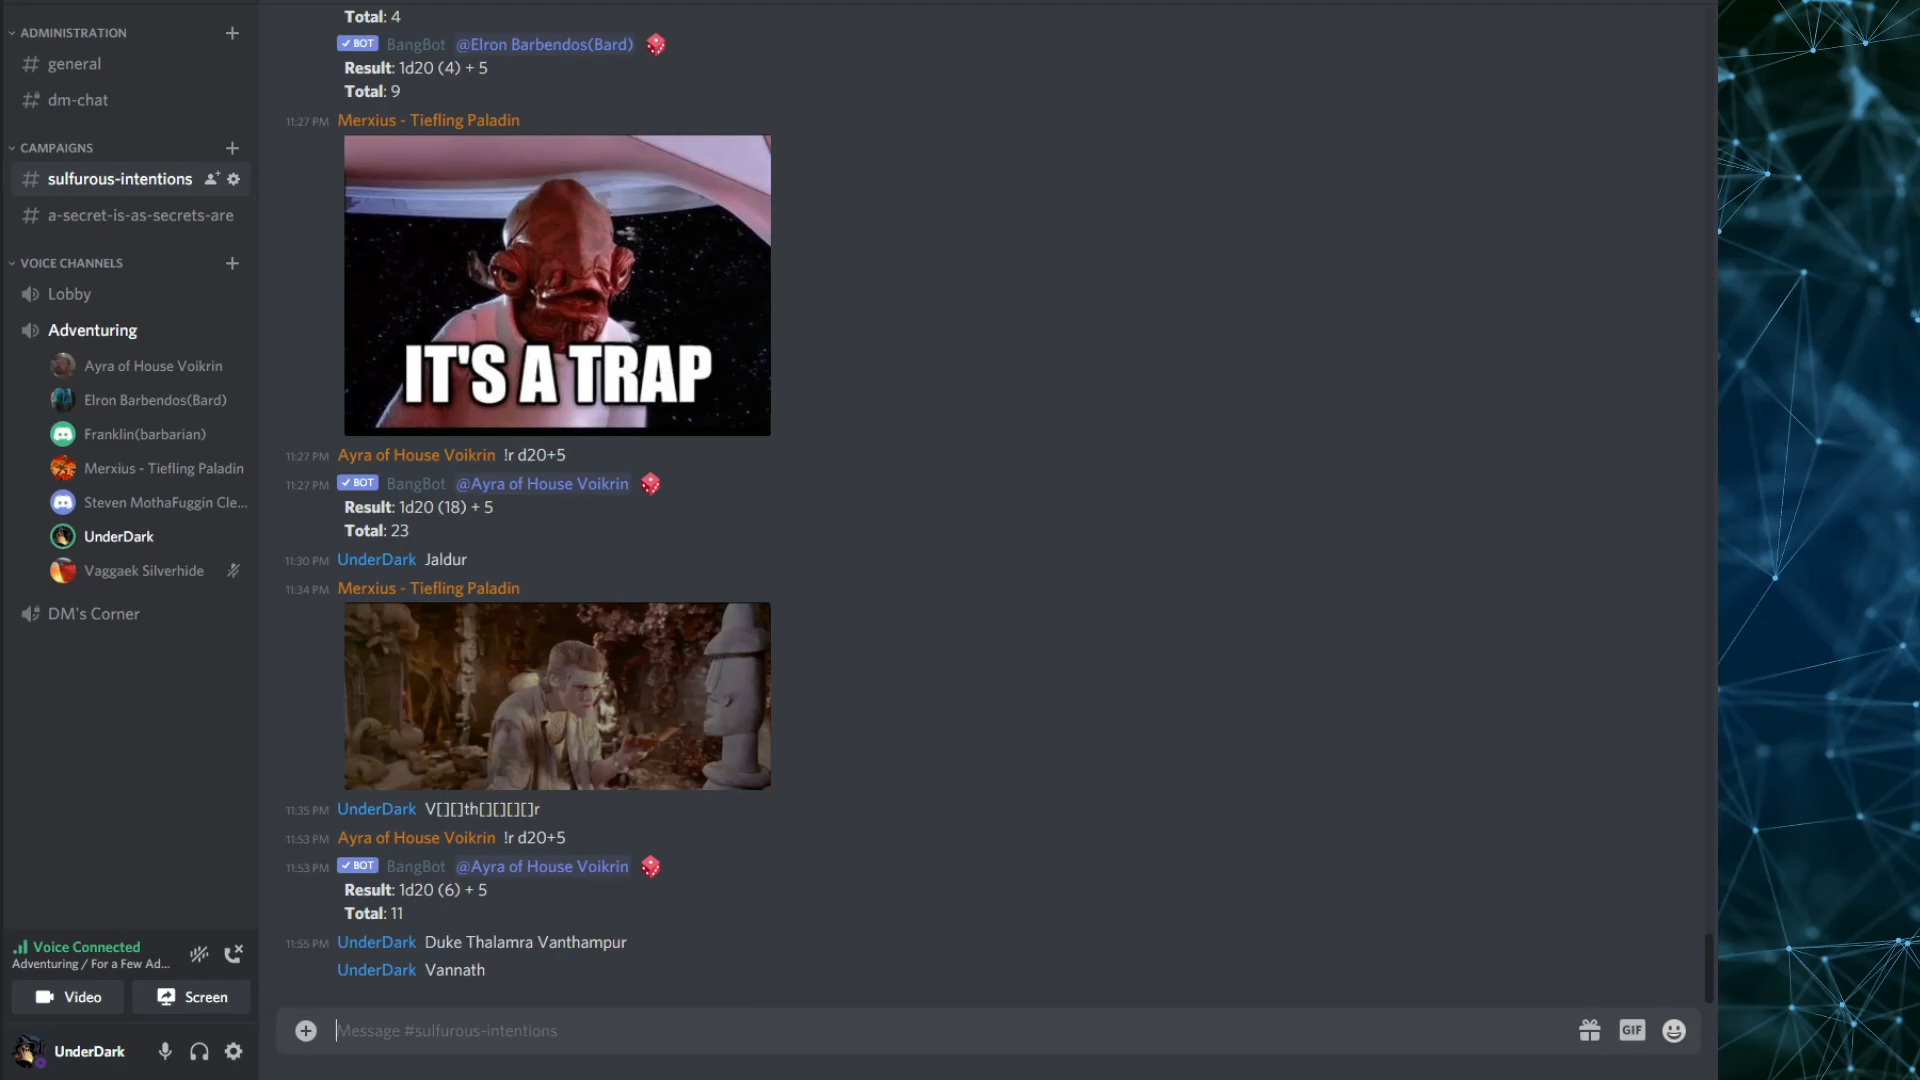 ADMINISTRATION
general
dm-chat
CAMPAIGNS
sulfurous-intentions
a-secret-is-as-secrets-are
VOICE CHANNELS
Lobby
Adventuring
Ayra of House Voikrin
Elron Barbendos(Bard)
Franklin(barbarian)
Merxius - Tiefling Paladin
Steven MothaFuggin Cle...
UnderDark
Vaggaek Silverhide
DM's Corner
Voice Connected
Adventuring / For a Few Ad...
Video
Screen
UnderDark
Total: 4
BOT BangBot @Elron Barbendos(Bard)
Result: 1d20 (4) + 5
Total: 9
11:27 PM Merxius - Tiefling Paladin
IT'S A TRAP
11:27 PM Ayra of House Voikrin !r d20+5
11:27 PM BOT BangBot @Ayra of House Voikrin
Result: 1d20 (18) + 5
Total: 23
11:30 PM UnderDark Jaldur
11:34 PM Merxius - Tiefling Paladin
11:35 PM UnderDark V[][]th[][][][]r
11:53 PM Ayra of House Voikrin !r d20+5
11:53 PM BOT BangBot @Ayra of House Voikrin
Result: 1d20 (6) + 5
Total: 11
11:55 PM UnderDark Duke Thalamra Vanthampur
UnderDark Vannath
Message #sulfurous-intentions
GIF